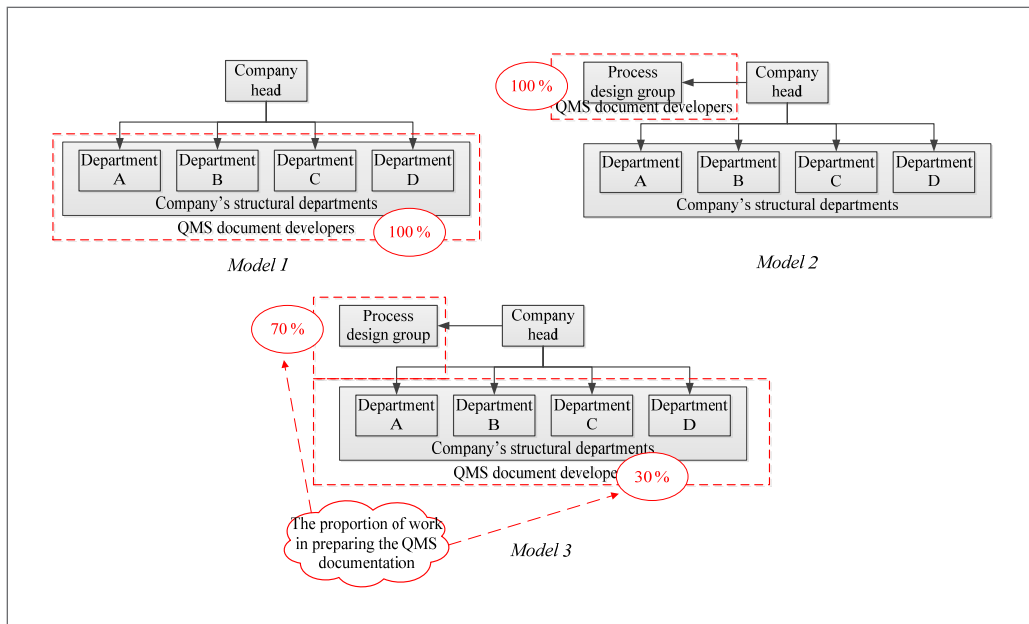 Company
head
Department
A
Department
B
Department
C
Department
D
Company's structural departments
QMS document developers
100 %
Model 1
100 %
Process
design group
QMS document developers
Company
head
Department
A
Department
B
Department
C
Department
D
Company's structural departments
Model 2
70 %
Process
design group
Company
head
Department
A
Department
B
Department
C
Department
D
Company's structural departments
QMS document develope
30 %
The proportion of work
in preparing the QMS
documentation
Model 3